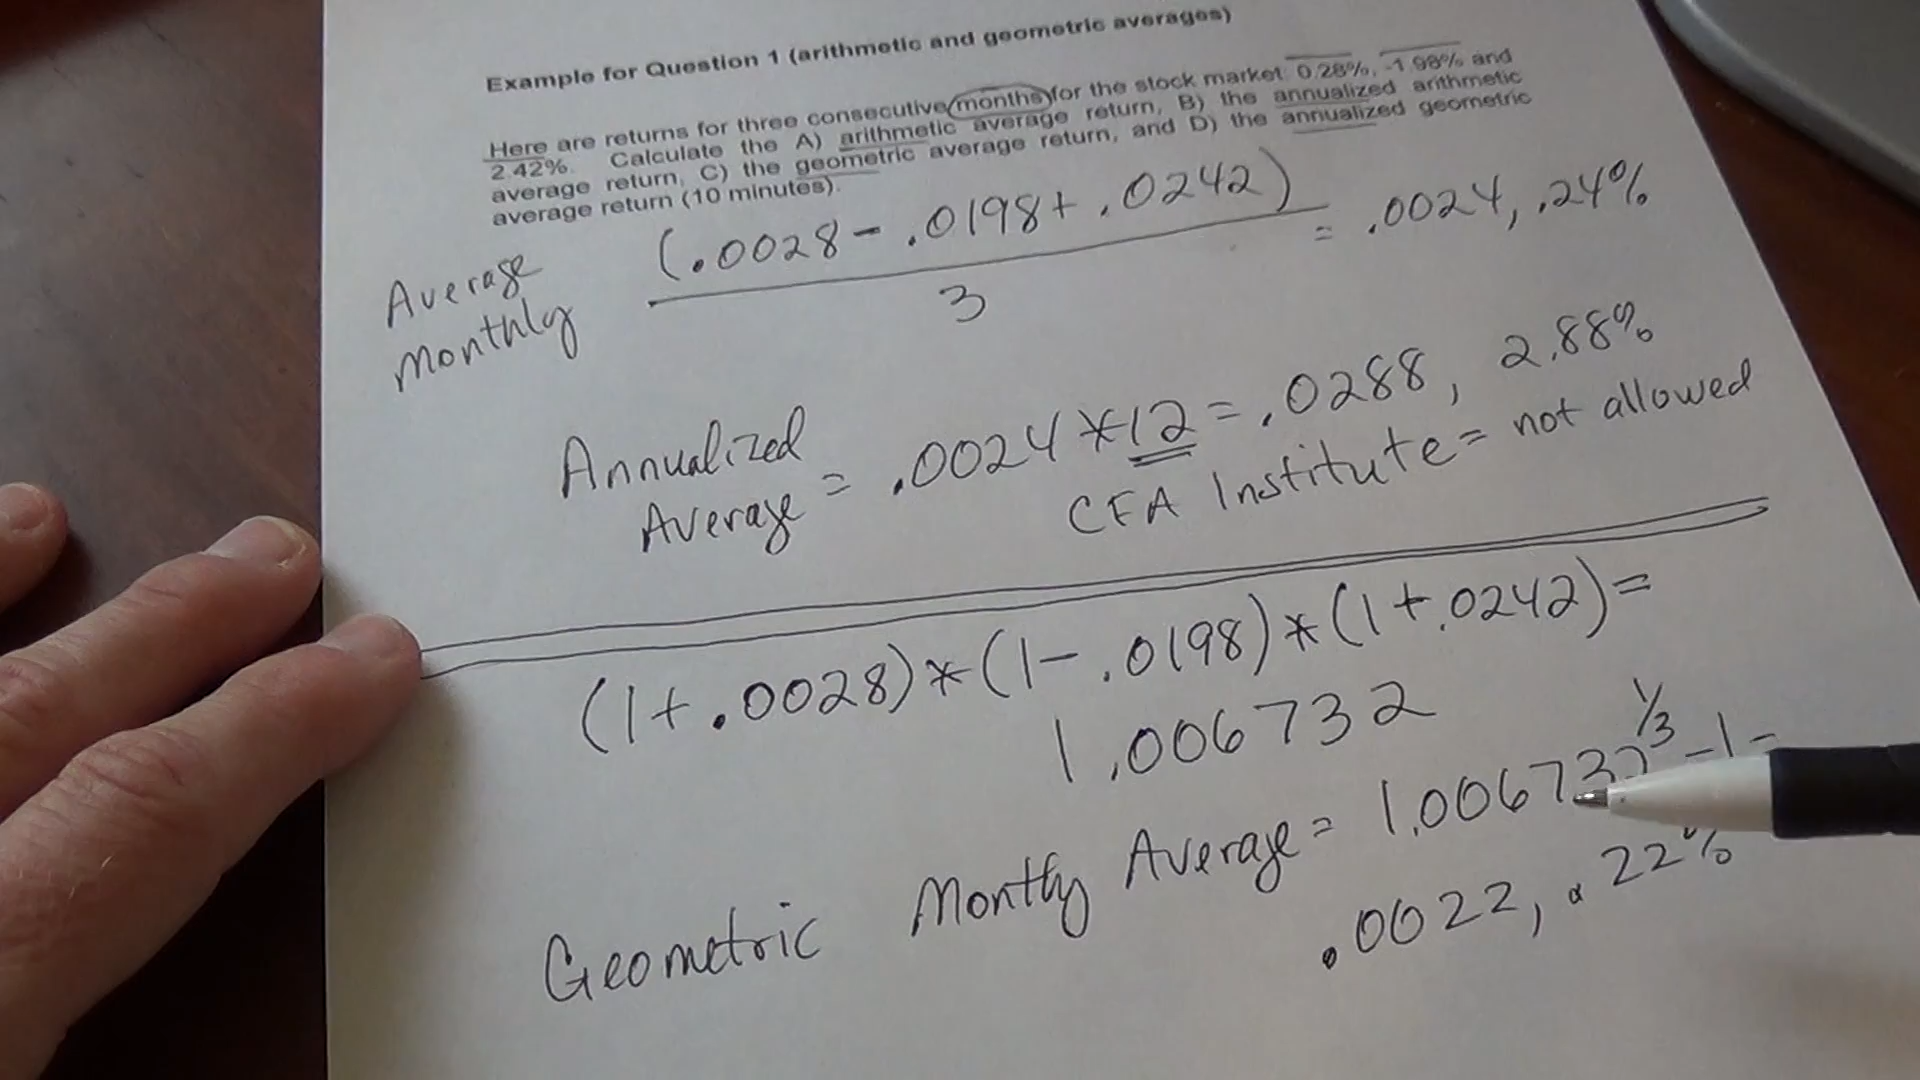 Example for Question 1 (arithmetic and geometric averages)
Here are returns for three consecutive months for the stock market: 0.28%, -1.98% and
2.42%. Calculate the A) arithmetic average return, B) the annualized arithmetic
average return, C) the geometric average return, and D) the annualized geometric
average return (10 minutes).
Average
Monthly
(.0028 - .0198 + .0242)
3
= .0024, .24%
Annualized
Average = .0024 * 12 = .0288, 2.88%
CFA Institute = not allowed
(1+.0028)*(1-.0198)*(1+.0242)=
1.006732
Geometric Montly Average = 1.006732^1/3 -1 =
.0022, .22%